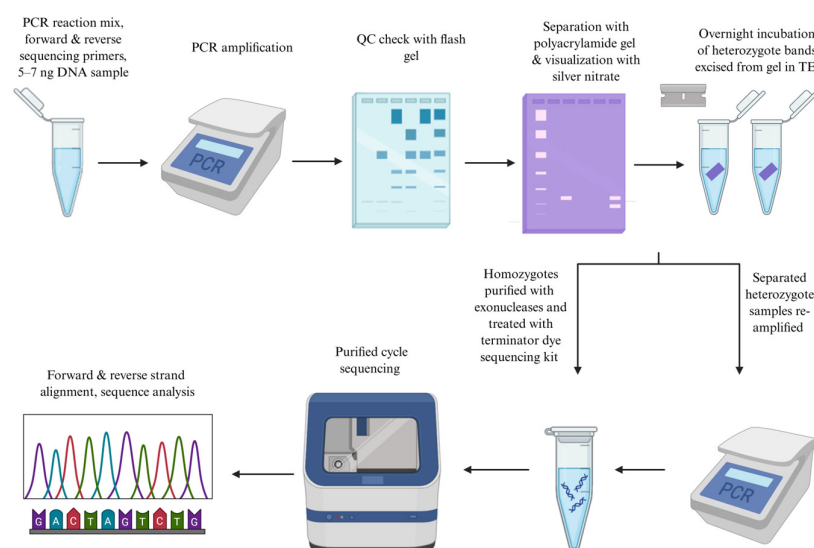 PCR reaction mix,
forward & reverse
sequencing primers,
5–7 ng DNA sample
PCR amplification
QC check with flash
gel
Separation with
polyacrylamide gel
& visualization with
silver nitrate
Overnight incubation
of heterozygote bands
excised from gel in TE
PCR
Homozygotes
purified with
exonucleases and
treated with
terminator dye
sequencing kit
Separated
heterozygote
samples re-
amplified
PCR
Purified cycle
sequencing
Forward & reverse strand
alignment, sequence analysis
G A C T A G T C T G